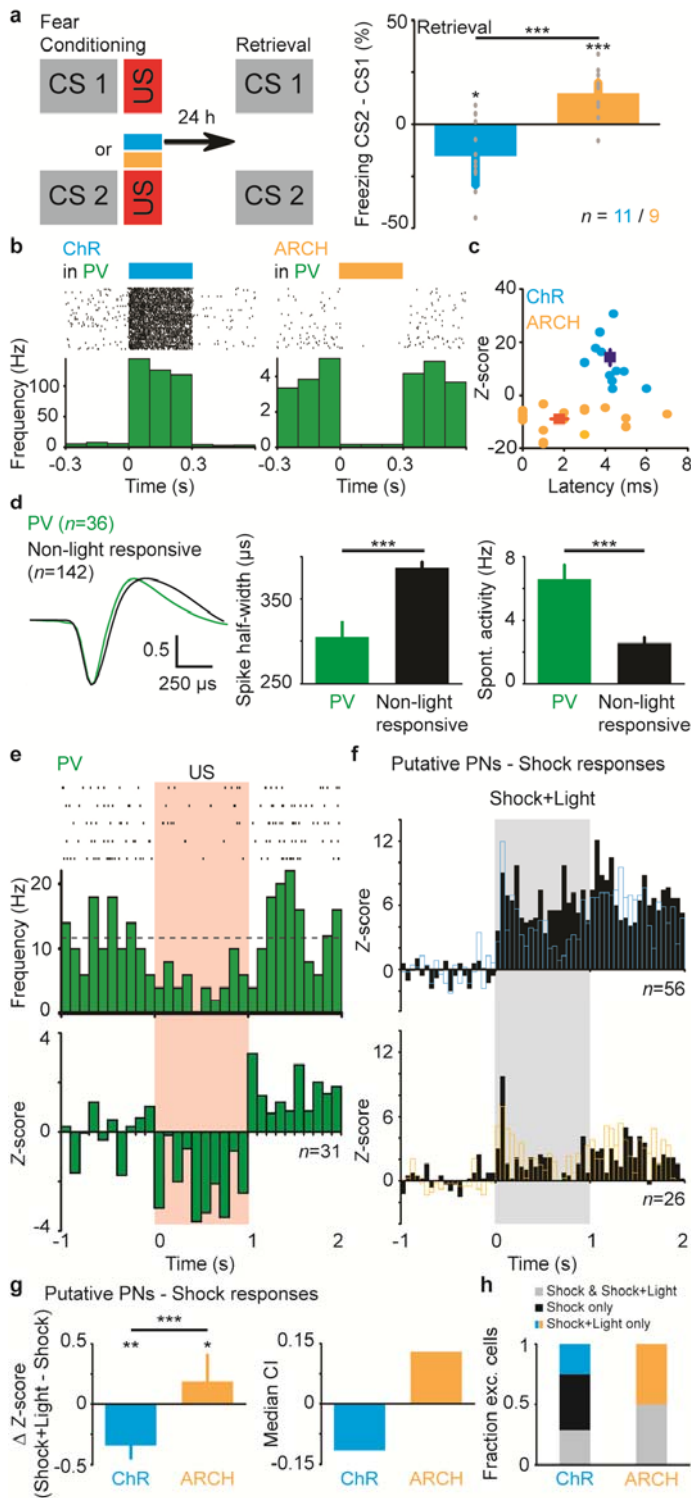 a
Fear
Conditioning
Retrieval
CS 1
US
CS 1
24 h
or
CS 2
US
CS 2
Retrieval
***
***
*
50
0
-50
Freezing CS2 - CS1 (%)
n = 11 / 9
b
ChR
in PV
ARCH
in PV
Frequency (Hz)
100
50
0
4
2
0
-0.3 0 0.3
-0.3 0 0.3
Time (s)
Time (s)
c
ChR
ARCH
Z-score
40
20
0
-20
0 2 4 6 8
Latency (ms)
d
PV (n=36)
Non-light responsive
(n=142)
0.5
250 µs
Spike half-width (µs)
350
250
***
PV
Non-light
responsive
Spont. activity (Hz)
8
4
0
***
PV
Non-light
responsive
e
PV
US
Frequency (Hz)
20
10
0
Z-score
4
0
-4
n=31
-1 0 1 2
Time (s)
f
Putative PNs - Shock responses
Shock+Light
Z-score
12
6
0
n=56
Z-score
12
6
0
n=26
-1 0 1 2
Time (s)
g
Putative PNs - Shock responses
Δ Z-score
(Shock+Light - Shock)
0.5
0
-0.5
***
**
*
ChR
ARCH
Median CI
0.15
0
-0.15
ChR
ARCH
h
Shock & Shock+Light
Shock only
Shock+Light only
Fraction exc. cells
1
0.5
0
ChR
ARCH